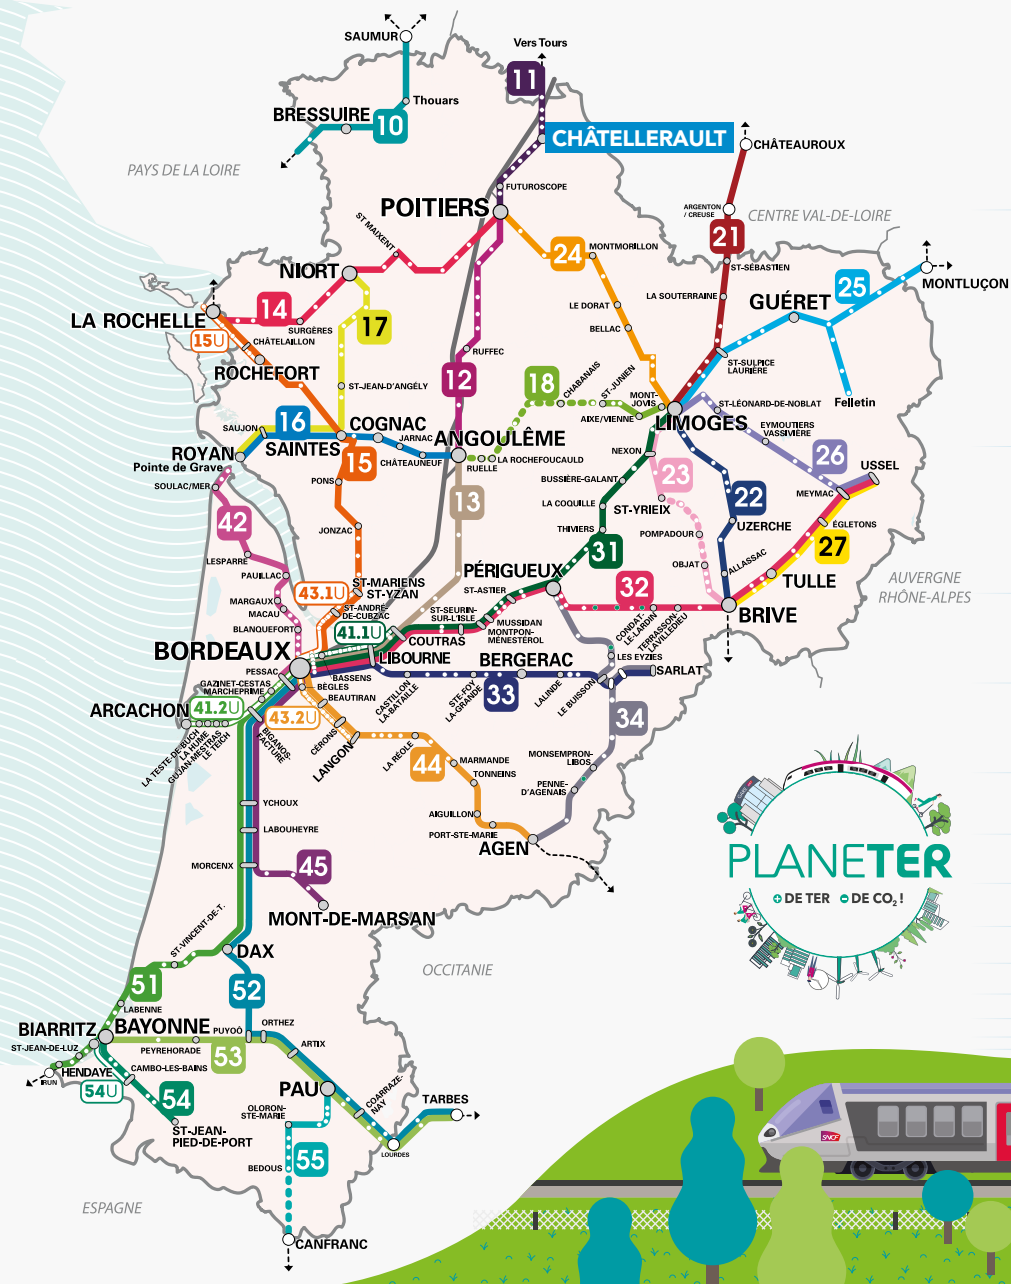 SAUMUR
Vers Tours
11
Thouars
BRESSUIRE
10
CHÂTELLERAULT
CHÂTEAUROUX
PAYS DE LA LOIRE
FUTUROSCOPE
POITIERS
ARGENTON
/ CREUSE
CENTRE VAL-DE-LOIRE
ST MAIXENT
21
24
MONTMORILLON
NIORT
ST-SÉBASTIEN
MONTLUÇON
25
LA SOUTERRAINE
GUÉRET
LE DORAT
14
LA ROCHELLE
SURGÈRES
17
BELLAC
15U
CHÂTELAILLON
RUFFEC
ST-SULPICE
LAURIÈRE
ROCHEFORT
12
18
CHABANAIS
ST-JUNIEN
ST-JEAN-D'ANGÉLY
MONT-
JOVIS
ST-LÉONARD-DE-NOBLAT
Felletin
AIXE/VIENNE
LIMOGES
SAUJON
16
COGNAC
JARNAC
ANGOULÊME
EYMOUTIERS
VASSIVIÈRE
ROYAN
SAINTES
CHÂTEAUNEUF
RUELLE
LA ROCHEFOUCAULD
NEXON
26
Pointe de Grave
15
USSEL
SOULAC/MER
PONS
BUSSIÈRE-GALANT
23
22
MEYMAC
13
LA COQUILLE
ST-YRIEIX
42
JONZAC
THIVIERS
UZERCHE
ÉGLETONS
POMPADOUR
31
27
LESPARRE
OBJAT
ALLASSAC
PAUILLAC
PÉRIGUEUX
TULLE
AUVERGNE
RHÔNE-ALPES
43.1U
ST-MARIENS
ST-YZAN
ST-ASTIER
32
MARGAUX
MACAU
ST-ANDRÉ-
DE-CUBZAC
ST-SEURIN-
SUR-L'ISLE
BRIVE
BLANQUEFORT
41.1U
MUSSIDAN
MONTPON-
MÉNESTÉROL
CONDAT-
LE-LARDIN
TERRASSON-
LAVILLEDIEU
COUTRAS
BORDEAUX
LIBOURNE
BERGERAC
LES EYZIES
PESSAC
BASSENS
SARLAT
GAZINET-CESTAS
MARCHEPRIME
BÈGLES
BEAUTIRAN
CASTILLON
LA-BATAILLE
STE-FOY
LA-GRANDE
33
LALINDE
LE BUISSON
ARCACHON
41.2U
43.2U
34
LA TESTE-DE-BUCH
LA HUME
GUJAN-MESTRAS
LE TEICH
BIGANOS-
FACTURE
CÉRONS
LANGON
LA RÉOLE
44
MARMANDE
TONNEINS
MONSEMPRON-
LIBOS
PENNE-
D'AGENAIS
YCHOUX
AIGUILLON
LABOUHEYRE
PORT-STE-MARIE
AGEN
MORCENX
45
PLANETER
DE TER
DE CO2 !
MONT-DE-MARSAN
ST-VINCENT-DE-T.
DAX
OCCITANIE
51
52
LABENNE
BIARRITZ
BAYONNE
PUYOÔ
ORTHEZ
ST-JEAN-DE-LUZ
PEYREHORADE
53
ARTIX
HENDAYE
CAMBO-LES-BAINS
IRUN
54U
54
PAU
COARRAZE-
NAY
TARBES
OLORON-
STE-MARIE
ST-JEAN-
PIED-DE-PORT
LOURDES
BEDOUS
55
SNCF
ESPAGNE
CANFRANC